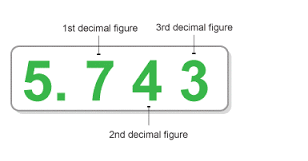 1st decimal figure
3rd decimal figure
5. 7 4 3
2nd decimal figure